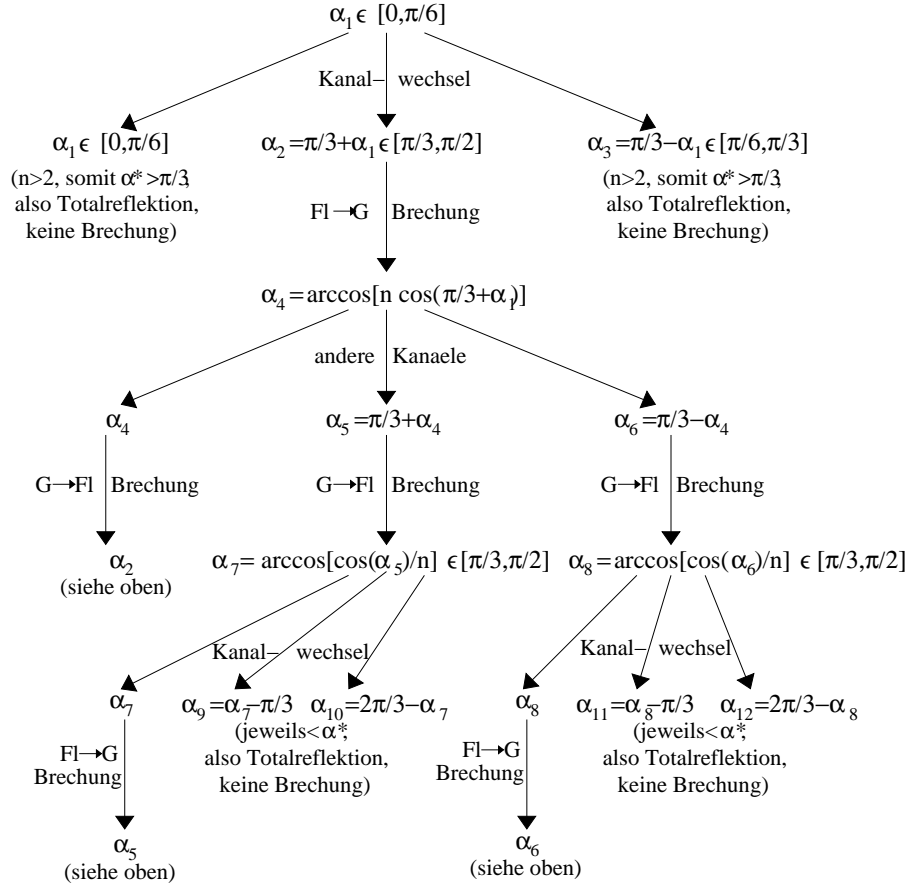 α₁ϵ [0,π/6]
Kanal– wechsel
α₁ϵ [0,π/6] α₂=π/3+α₁ϵ[π/3,π/2] α₃=π/3−α₁ϵ[π/6,π/3]
(n>2, somit α*>π/3, (n>2, somit α*>π/3,
also Totalreflektion, Fl→G Brechung also Totalreflektion,
keine Brechung) keine Brechung)
α₄=arccos[n cos(π/3+α₁)]
andere Kanaele
α₄ α₅=π/3+α₄ α₆=π/3−α₄
G→Fl Brechung G→Fl Brechung G→Fl Brechung
α₂ α₇= arccos[cos(α₅)/n] ϵ[π/3,π/2] α₈=arccos[cos(α₆)/n] ϵ [π/3,π/2]
(siehe oben)
Kanal– wechsel Kanal– wechsel
α₇ α₉=α₇−π/3 α₁₀=2π/3−α₇ α₈ α₁₁=α₈−π/3 α₁₂=2π/3−α₈
(jeweils<α*, (jeweils<α*,
Fl→G also Totalreflektion, Fl→G also Totalreflektion,
Brechung keine Brechung) Brechung keine Brechung)
α₅ α₆
(siehe oben) (siehe oben)